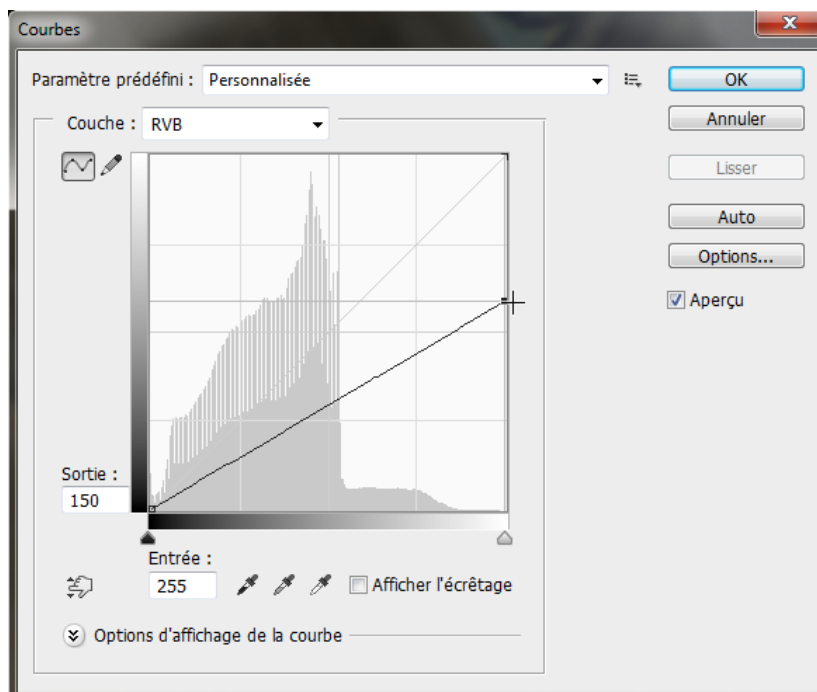 Courbes
Paramètre prédéfini : Personnalisée
OK
Couche : RVB
Annuler
Lisser
Auto
Options...
Aperçu
Sortie :
150
Entrée :
255
Afficher l'écrêtage
Options d'affichage de la courbe